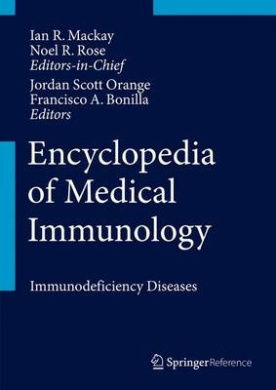 Ian R. Mackay
Noel R. Rose
Editors-in-Chief
Jordan Scott Orange
Francisco A. Bonilla
Editors
Encyclopedia
of Medical
Immunology
Immunodeficiency Diseases
SpringerReference